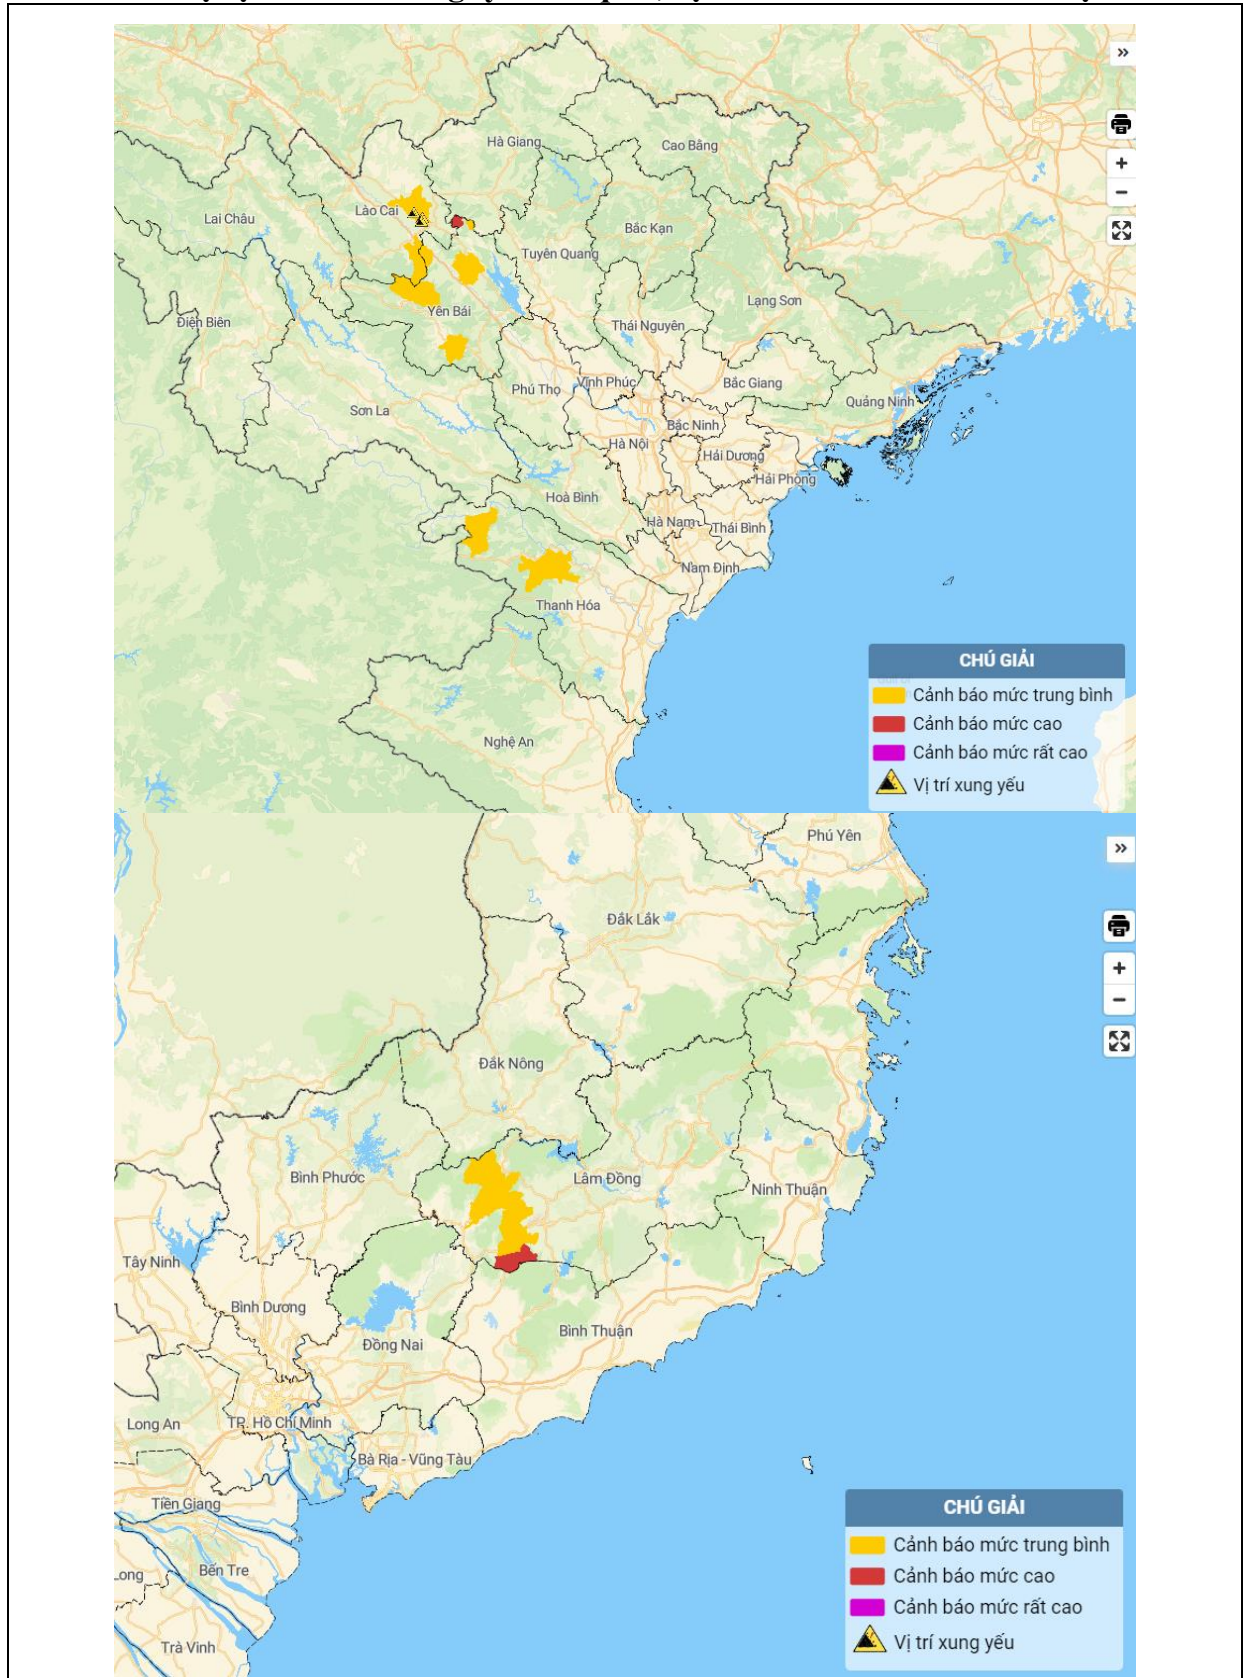 »
Hà Giang
Cao Bằng
+
−
Lào Cai
Lai Châu
Bắc Kạn
Tuyên Quang
Lạng Sơn
Yên Bái
Điện Biên
Thái Nguyên
Phú Thọ
Vĩnh Phúc
Bắc Giang
Sơn La
Quảng Ninh
Bắc Ninh
Hà Nội
Hải Dương
Hải Phòng
Hoà Bình
Hà Nam
Thái Bình
Nam Định
Thanh Hóa
Nghệ An
CHÚ GIẢI
Cảnh báo mức trung bình
Cảnh báo mức cao
Cảnh báo mức rất cao
Vị trí xung yếu
Phú Yên
»
Đắk Lắk
+
−
Đắk Nông
Bình Phước
Lâm Đồng
Ninh Thuận
Tây Ninh
Bình Dương
Bình Thuận
Đồng Nai
Long An
TP. Hồ Chí Minh
Bà Rịa - Vũng Tàu
Tiền Giang
Long
Bến Tre
Trà Vinh
CHÚ GIẢI
Cảnh báo mức trung bình
Cảnh báo mức cao
Cảnh báo mức rất cao
Vị trí xung yếu